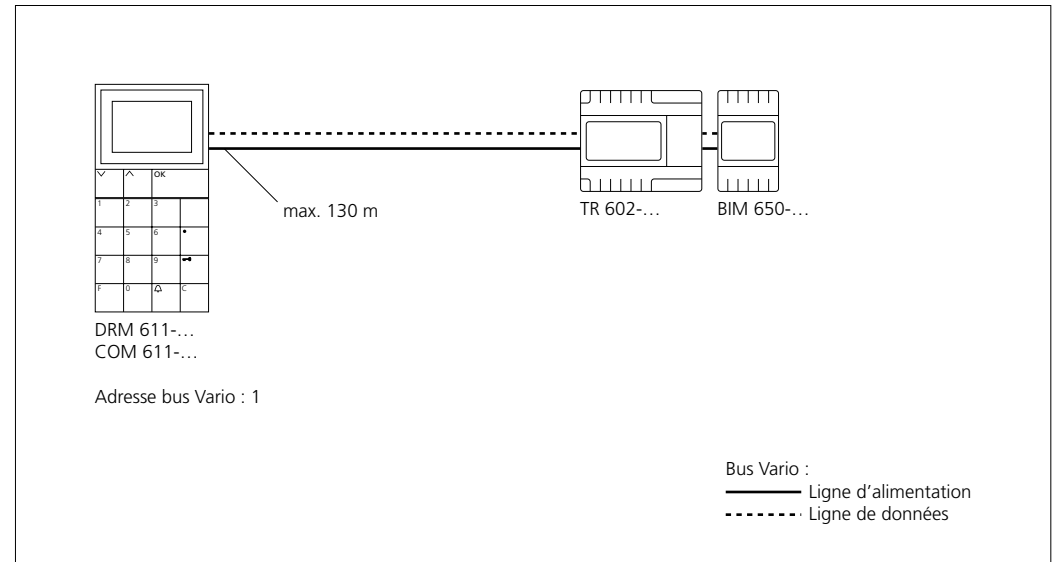 OK
1 2 3
4 5 6
7 8 9
F 0 C
max. 130 m
TR 602-…
BIM 650-…
DRM 611-…
COM 611-…
Adresse bus Vario : 1
Bus Vario :
Ligne d’alimentation
Ligne de données